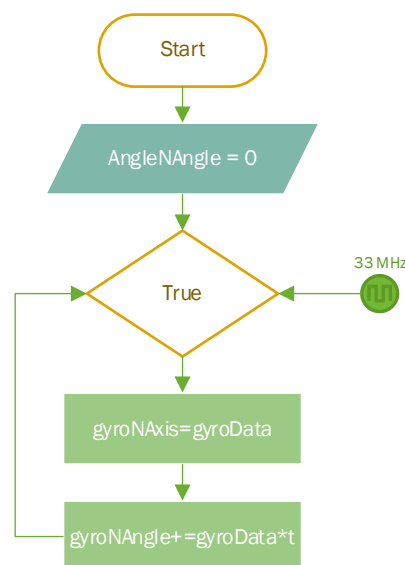 Start
AngleNAngle = 0
33 MHz
True
gyroNAxis=gyroData
gyroNAngle+=gyroData*t